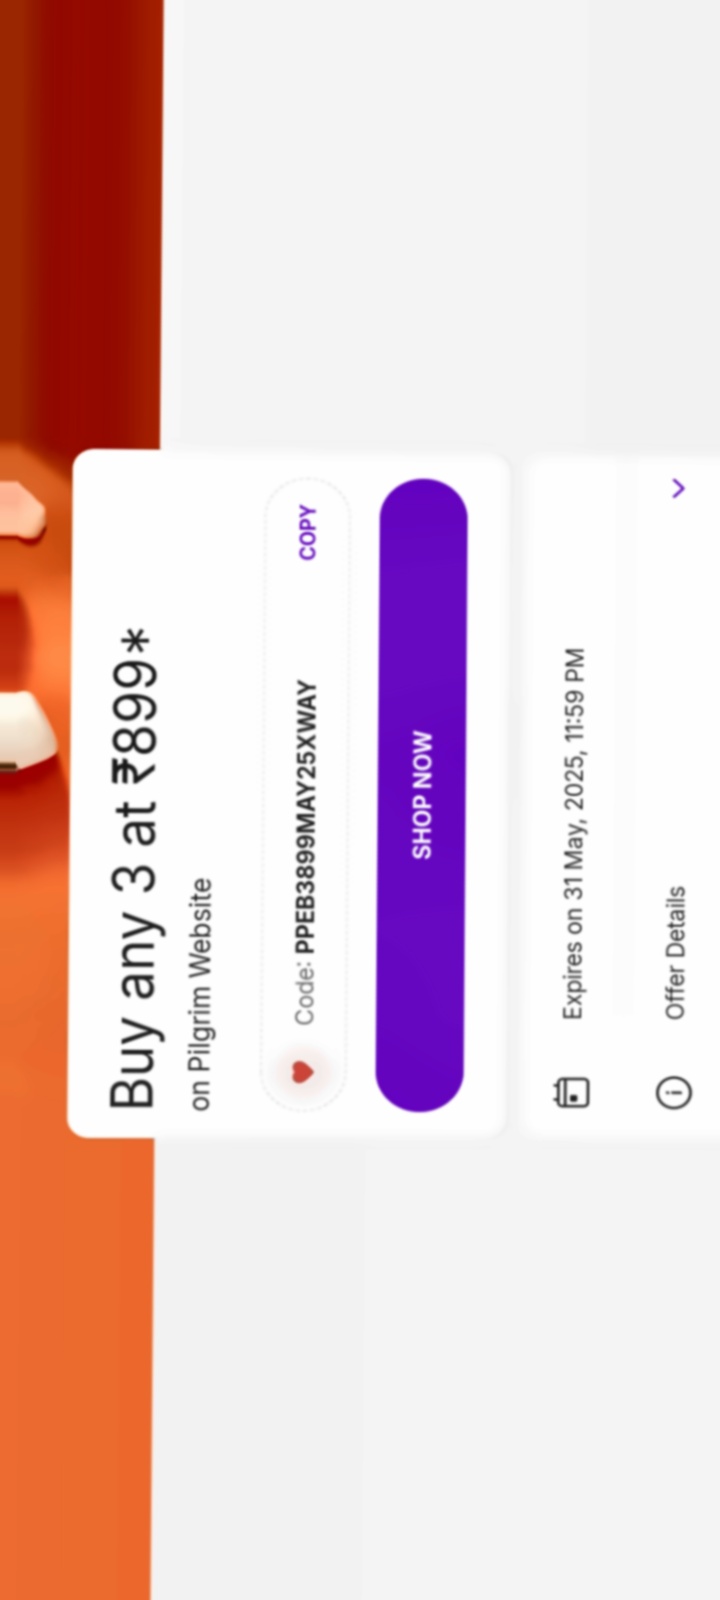 Buy any 3 at ₹899*
on Pilgrim Website
Code: PPEB3899MAY25XWAY
COPY
SHOP NOW
Expires on 31 May, 2025, 11:59 PM
Offer Details